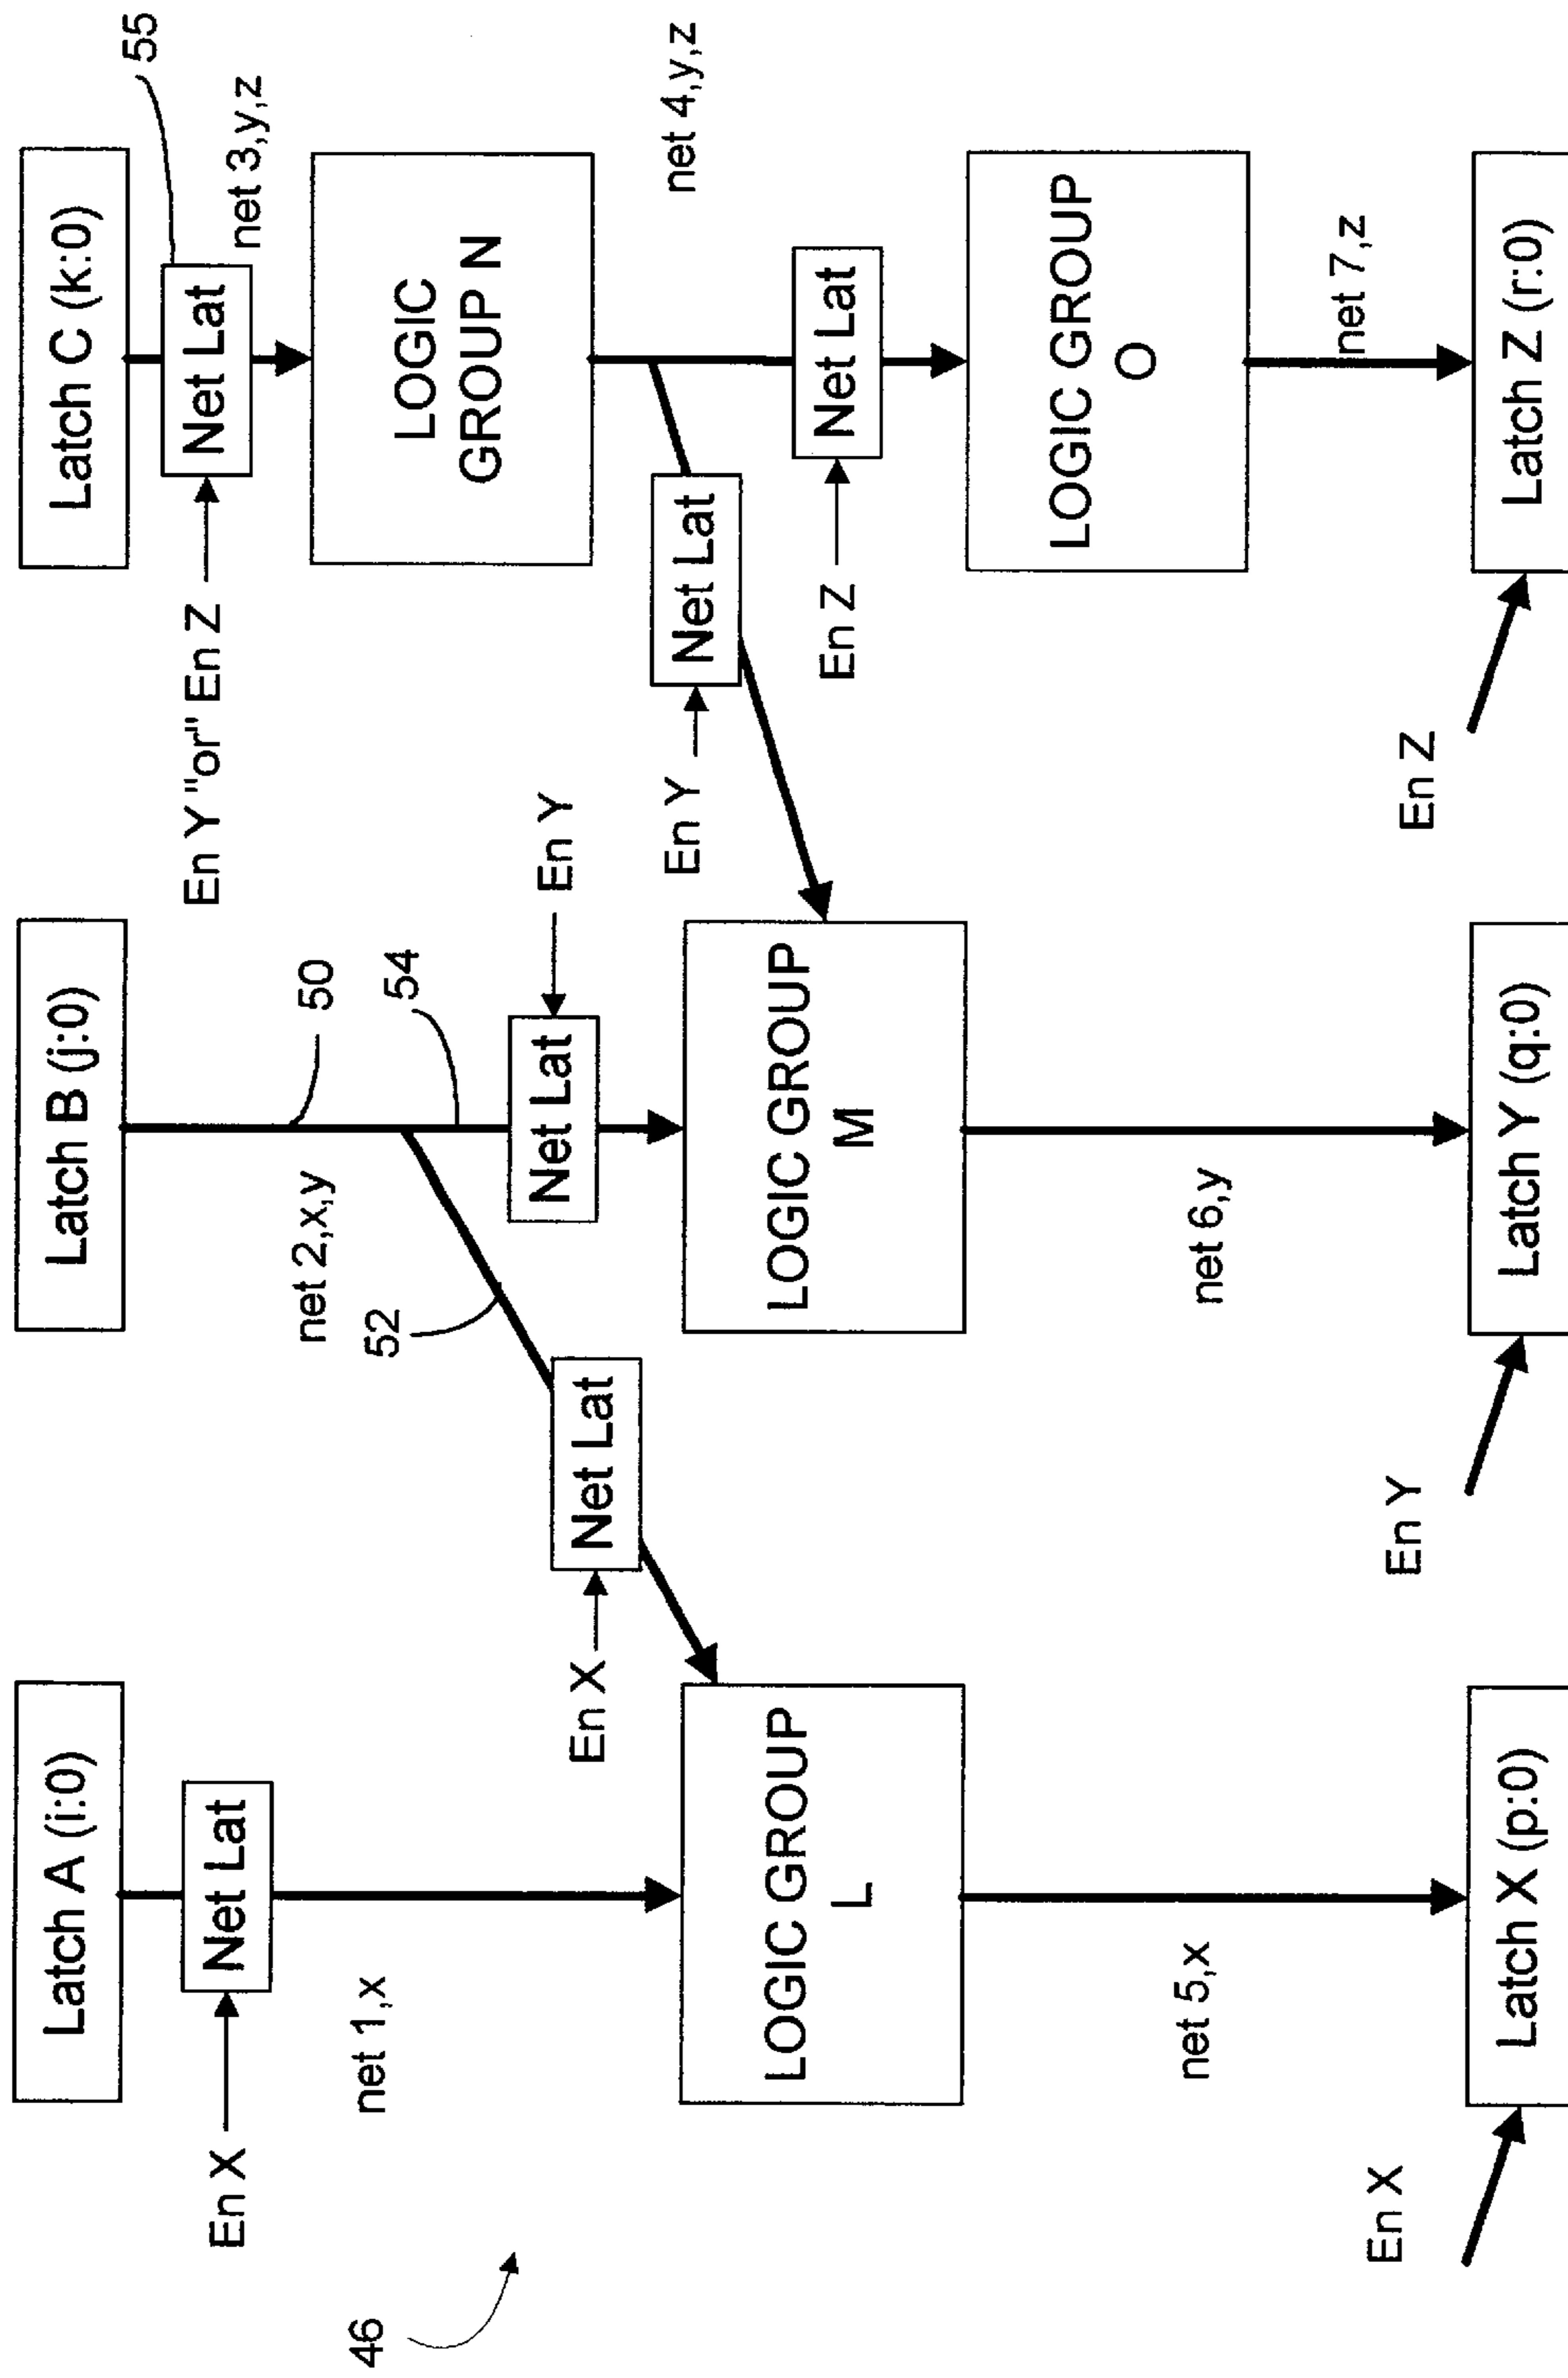 46
Latch A (i:0)
Latch B (j:0)
Latch C (k:0)
55
En X
Net Lat
En Y "or" En Z
Net Lat
net 3,y,z
net 1,x
net 2,x,y
50
52
54
LOGIC
GROUP N
En X
Net Lat
Net Lat
En Y
En Y
Net Lat
net 4,y,z
En Z
Net Lat
LOGIC GROUP
L
LOGIC GROUP
M
LOGIC GROUP
O
net 5,x
net 6,y
net 7,z
En X
En Y
En Z
Latch X (p:0)
Latch Y (q:0)
Latch Z (r:0)